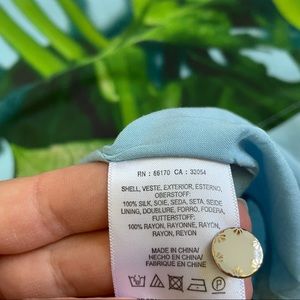 RN : 66170 CA : 32054
SHELL, VESTE, EXTERIOR, ESTERNO,
OBERSTOFF:
100% SILK, SOIE, SEDA, SETA, SEIDE
LINING, DOUBLURE, FORRO, FODERA,
FUTTERSTOFF:
100% RAYON, RAYONNE, RAYON,
RAYON, REYON
MADE IN CHINA/
HECHO EN CHINA/
FABRIQUE EN CHINE